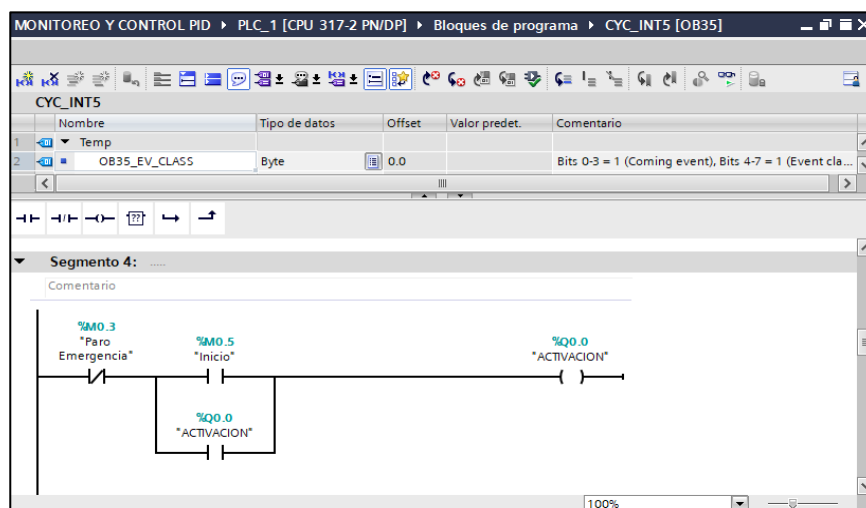 MONITOREO Y CONTROL PID ▸ PLC_1 [CPU 317-2 PN/DP] ▸ Bloques de programa ▸ CYC_INT5 [OB35]
CYC_INT5
Nombre Tipo de datos Offset Valor predet. Comentario
1 Temp
2 OB35_EV_CLASS Byte 0.0 Bits 0-3 = 1 (Coming event), Bits 4-7 = 1 (Event cla...
??
Segmento 4: .....
Comentario
%M0.3
"Paro
Emergencia"
%M0.5
"Inicio"
%Q0.0
"ACTIVACION"
%Q0.0
"ACTIVACION"
100%